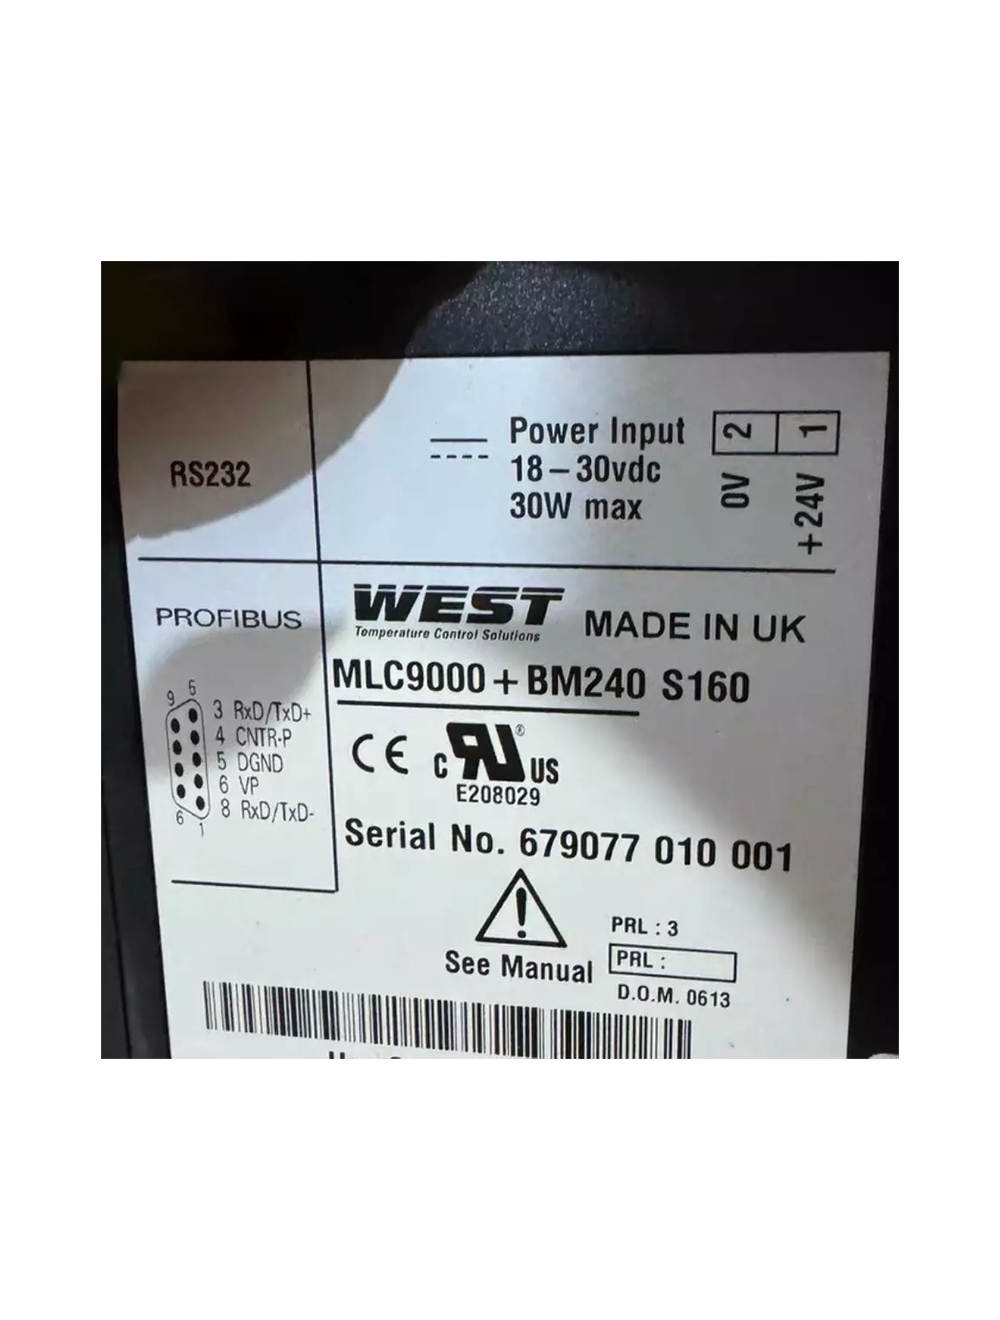 RS232
Power Input
18–30vdc
30W max
2 1
0V
+24V
PROFIBUS
9 5
3 RxD/TxD+
4 CNTR-P
5 DGND
6 VP
8 RxD/TxD-
6 1
WEST
Temperature Control Solutions
MADE IN UK
MLC9000+BM240 S160
CE c RU ® US
E208029
Serial No. 679077 010 001
!
See Manual
PRL : 3
PRL :
D.O.M. 0613